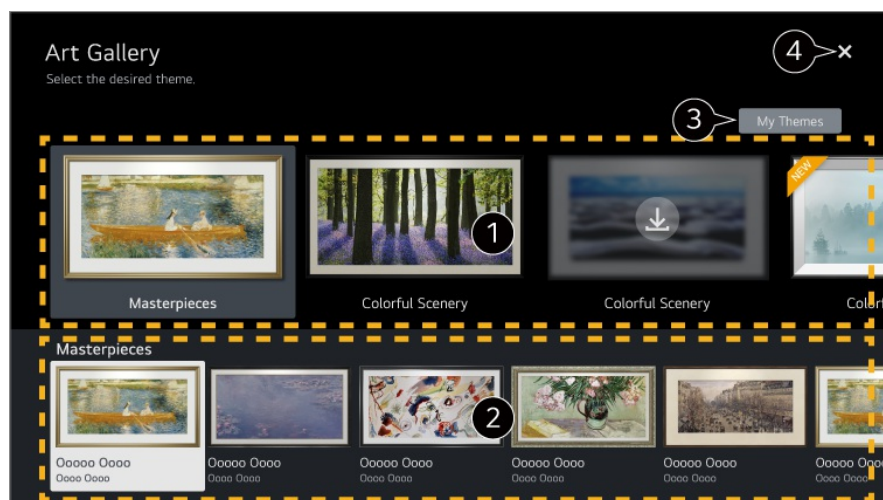 Art Gallery
Select the desired theme.
4
3
My Themes
NEW
1
Masterpieces
Colorful Scenery
Colorful Scenery
Masterpieces
2
Ooooo Oooo
Ooooo Oooo
Ooooo Oooo
Ooooo Oooo
Ooooo Oooo
Oooo Oooo
Oooo Oooo
Oooo Oooo
Oooo Oooo
Oooo Oooo
Oooo Oooo